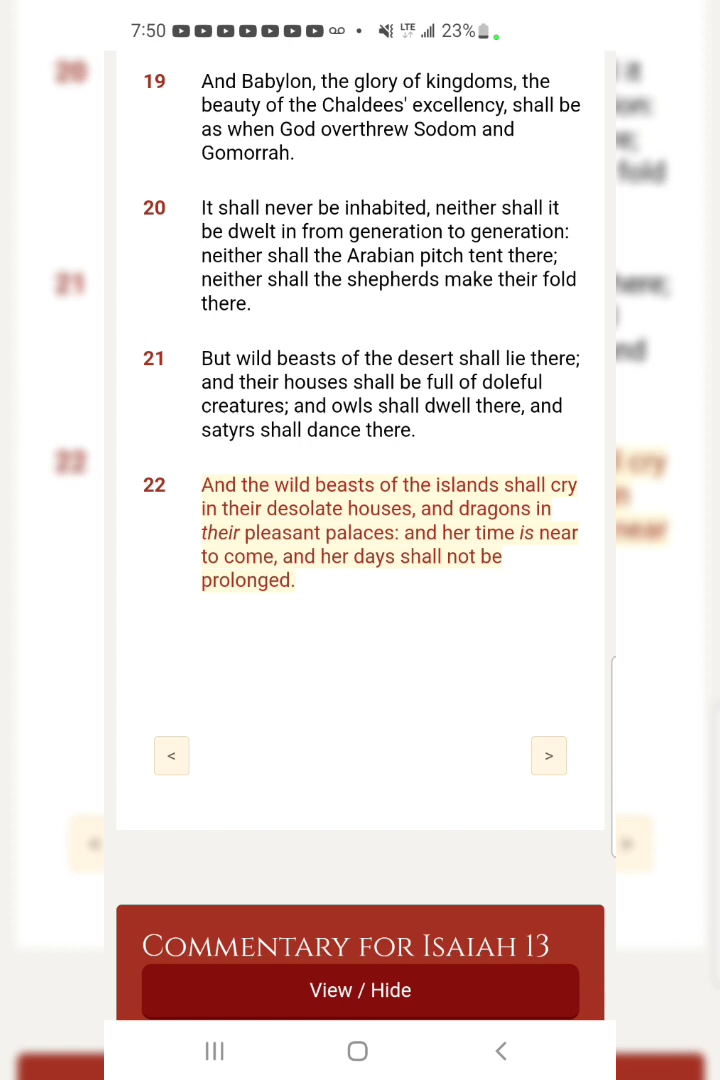 7:50 LTE 23%
19 And Babylon, the glory of kingdoms, the
beauty of the Chaldees' excellency, shall be
as when God overthrew Sodom and
Gomorrah.
20 It shall never be inhabited, neither shall it
be dwelt in from generation to generation:
neither shall the Arabian pitch tent there;
neither shall the shepherds make their fold
there.
21 But wild beasts of the desert shall lie there;
and their houses shall be full of doleful
creatures; and owls shall dwell there, and
satyrs shall dance there.
22 And the wild beasts of the islands shall cry
in their desolate houses, and dragons in
their pleasant palaces: and her time is near
to come, and her days shall not be
prolonged.
< >
Commentary for Isaiah 13
View / Hide